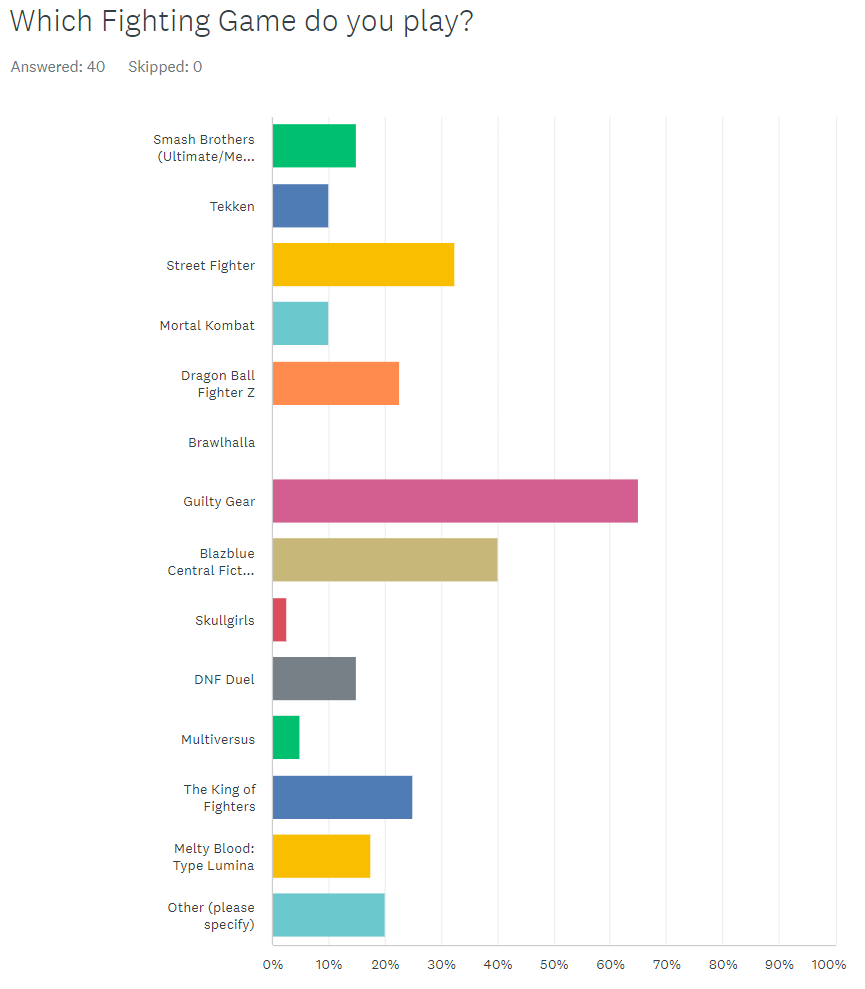 Which Fighting Game do you play?
Answered: 40 Skipped: 0
Smash Brothers
(Ultimate/Me...
Tekken
Street Fighter
Mortal Kombat
Dragon Ball
Fighter Z
Brawlhalla
Guilty Gear
Blazblue
Central Fict...
Skullgirls
DNF Duel
Multiversus
The King of
Fighters
Melty Blood:
Type Lumina
Other (please
specify)
0% 10% 20% 30% 40% 50% 60% 70% 80% 90% 100%